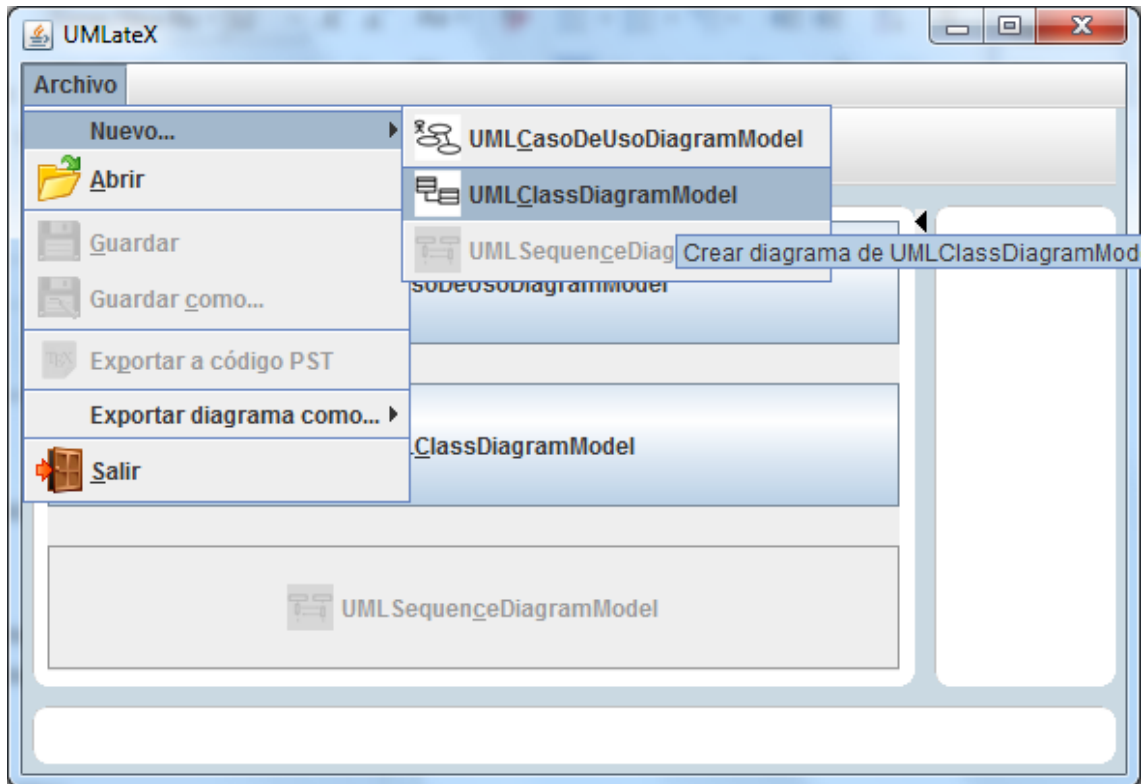 UMLateX
Archivo
Nuevo...
Abrir
Guardar
Guardar como...
Exportar a código PST
Exportar diagrama como...
Salir
UMLCasoDeUsoDiagramModel
UMLClassDiagramModel
UMLSequenceDiag
Crear diagrama de UMLClassDiagramMod
soDeUsoDiagramModel
ClassDiagramModel
UMLSequenceDiagramModel